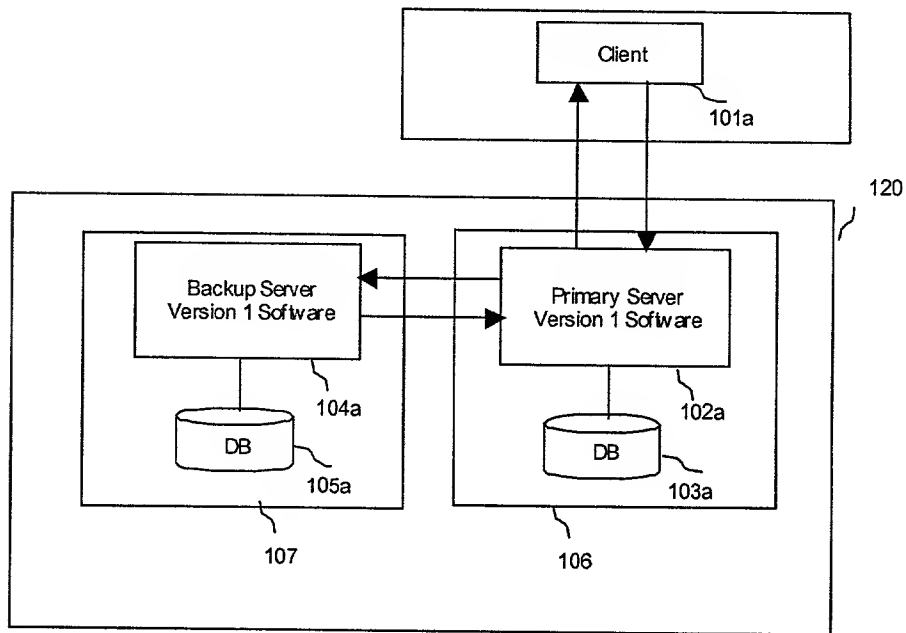 Client
101a
120
Backup Server
Version 1 Software
Primary Server
Version 1 Software
104a
102a
DB
DB
105a
103a
107
106